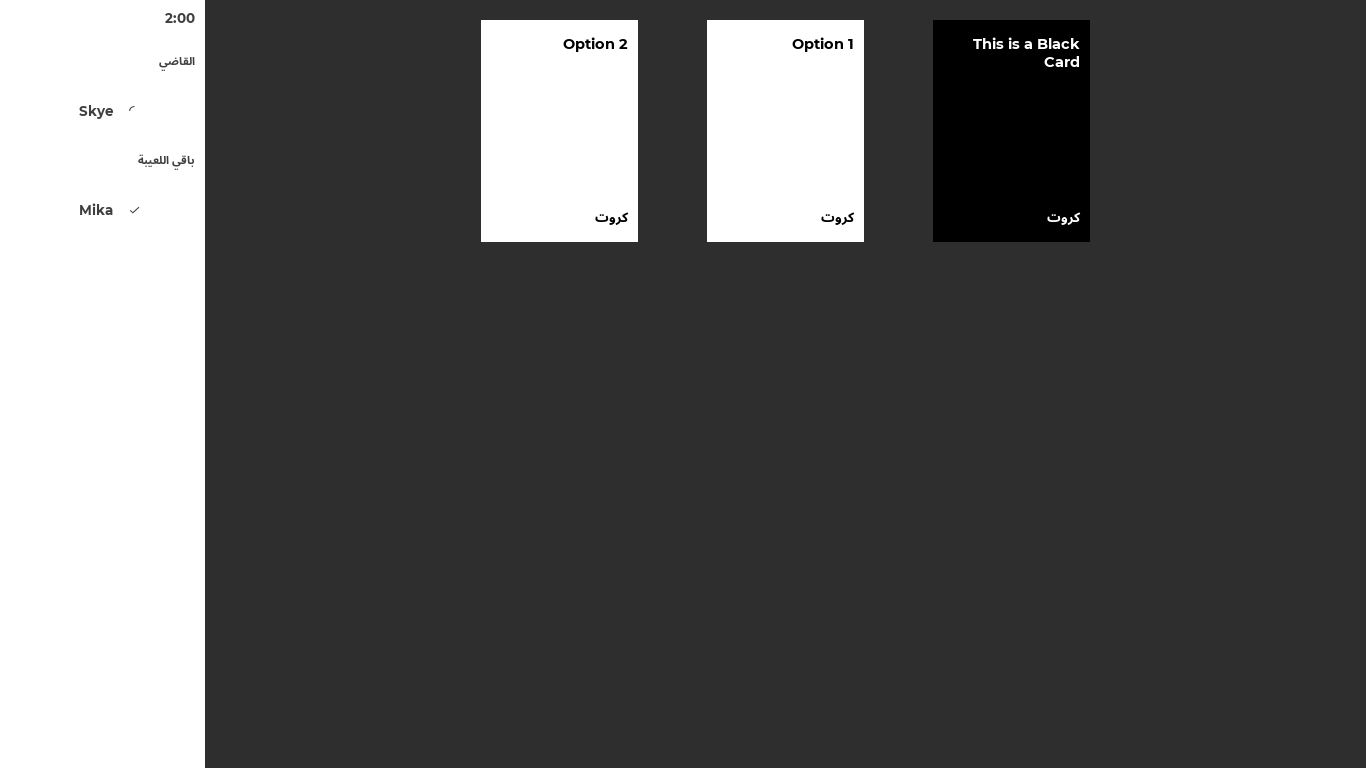 2:00
القاضي
Skye
باقي اللعيبة
Mika
This is a Black
Card
كروت
Option 1
كروت
Option 2
كروت